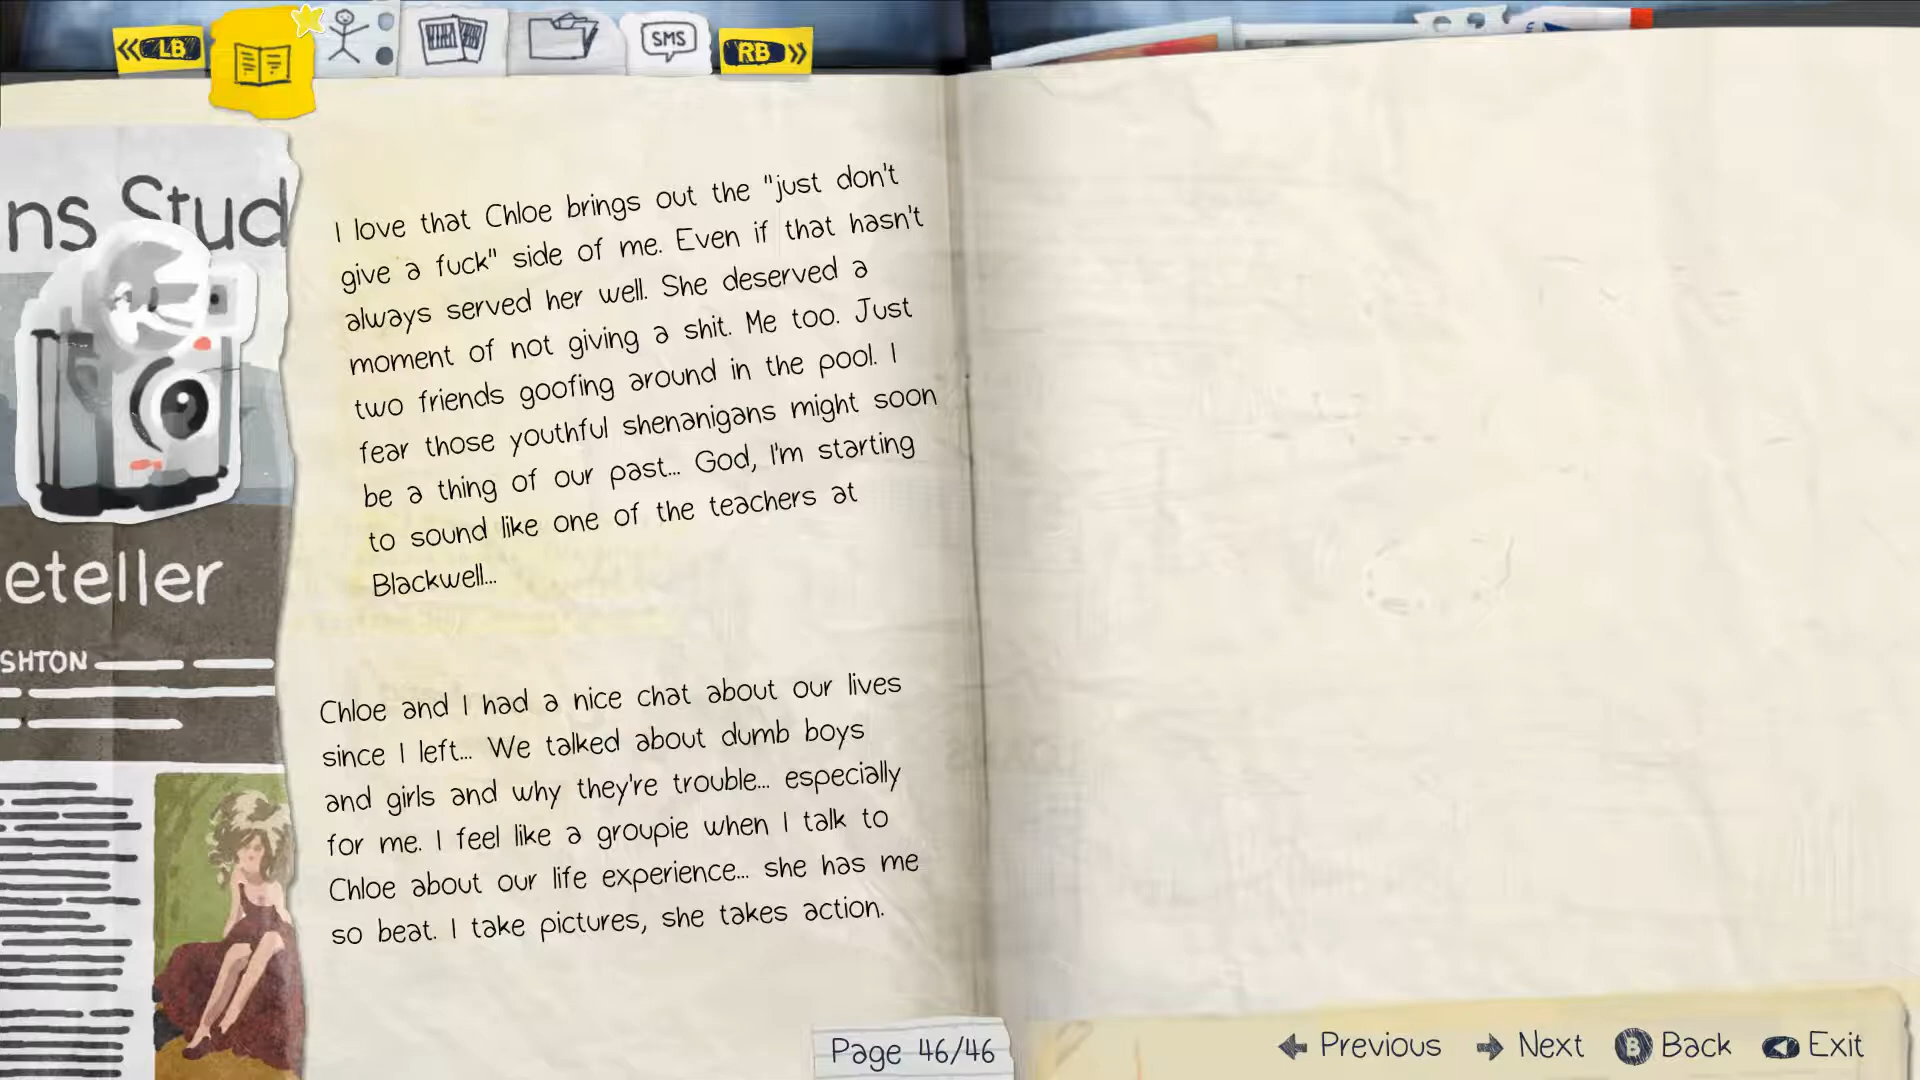 LB
SMS
RB
ns Stud
eteller
SHTON
I love that Chloe brings out the "just don't
give a fuck" side of me. Even if that hasn't
always served her well. She deserved a
moment of not giving a shit. Me too. Just
two friends goofing around in the pool. I
fear those youthful shenanigans might soon
be a thing of our past... God, I'm starting
to sound like one of the teachers at
Blackwell...
Chloe and I had a nice chat about our lives
since I left... We talked about dumb boys
and girls and why they're trouble... especially
for me. I feel like a groupie when I talk to
Chloe about our life experience... she has me
so beat. I take pictures, she takes action.
Page 46/46
Previous
Next
B Back
Exit